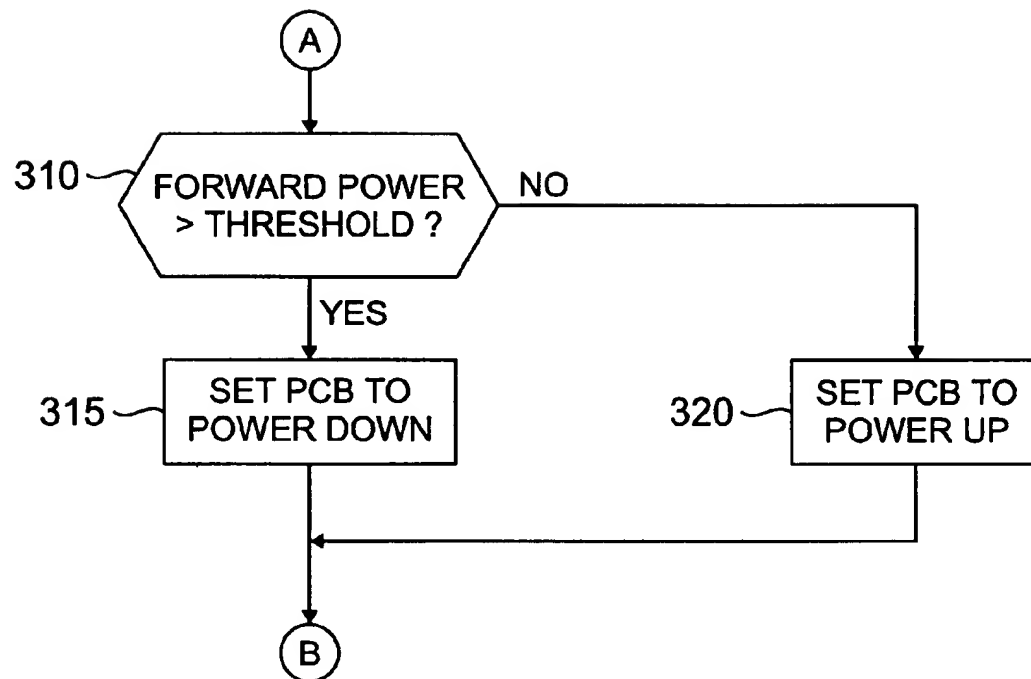 A
310
FORWARD POWER
> THRESHOLD ?
NO
YES
315
SET PCB TO
POWER DOWN
320
SET PCB TO
POWER UP
B